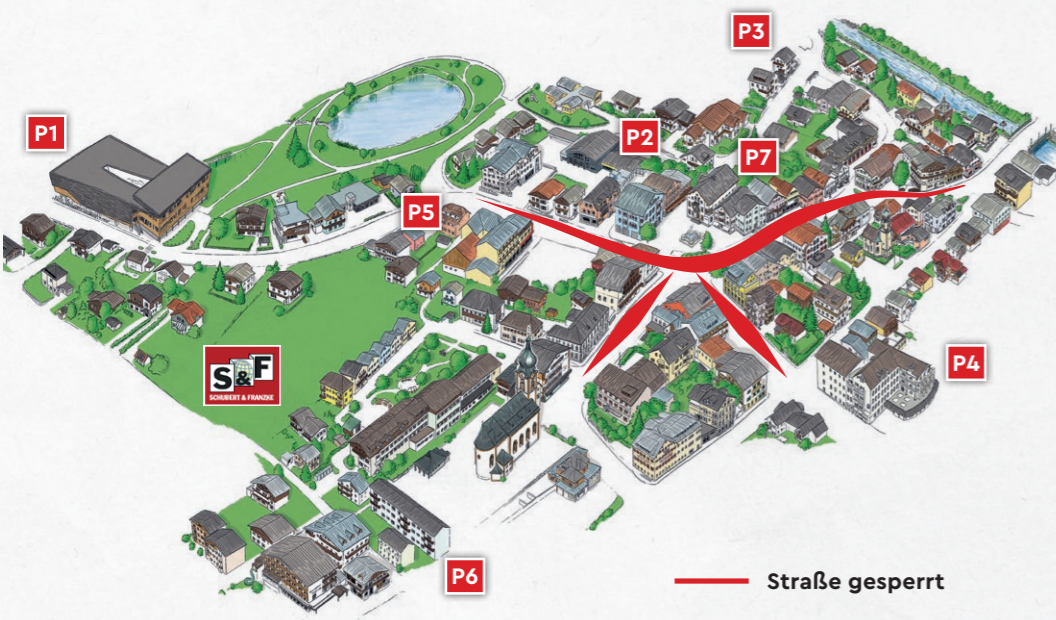 P3
P1
P2
P7
P5
S&F
SCHUBERT & FRANZKE
P4
P6
Straße gesperrt